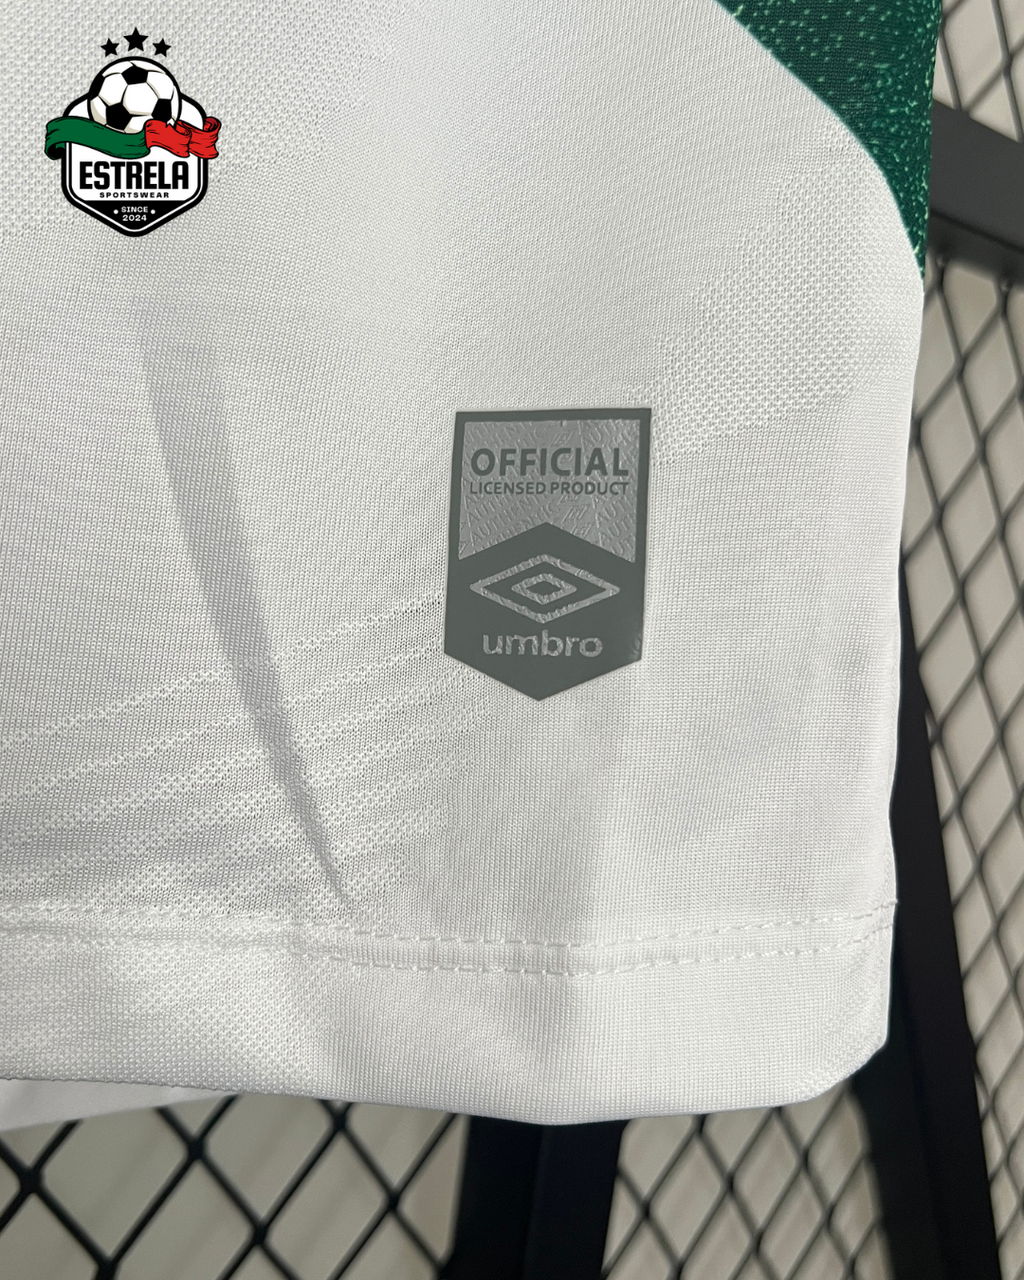 ESTRELA
SPORTSWEAR
SINCE
2024
OFFICIAL
LICENSED PRODUCT
umbro